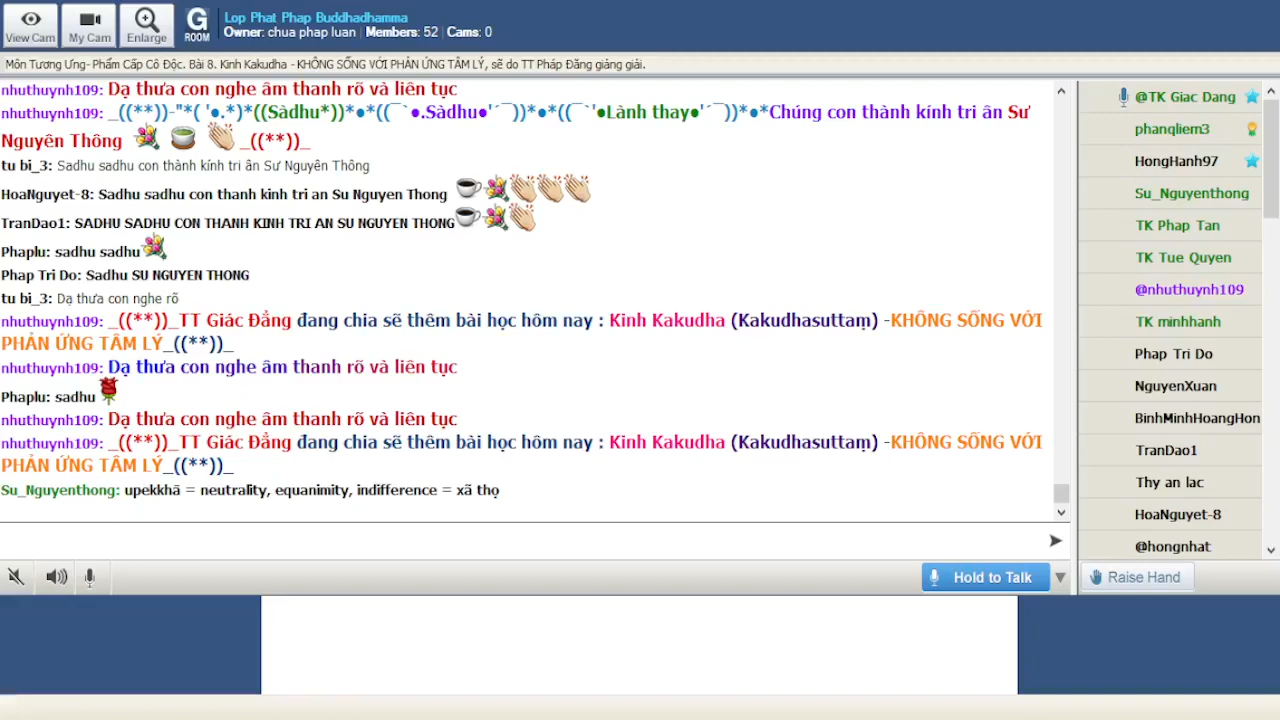 View Cam
My Cam
Enlarge
G
ROOM
Lop Phat Phap Buddhadhamma
Owner: chua phap luan | Members: 52 | Cams: 0
Môn Tương Ưng- Phẩm Cấp Cô Độc. Bài 8. Kinh Kakudha - KHÔNG SỐNG VỚI PHẢN ỨNG TÂM LÝ, sẽ do TT Pháp Đăng giảng giải.
nhuthuynh109: Dạ thưa con nghe âm thanh rõ và liên tục
nhuthuynh109: _((**))-"*( '●.*)*((Sàdhu*))*●*((¯`●.Sàdhu●'´¯))*●*((¯`'●Lành thay●'´¯))*●*Chúng con thành kính tri ân Sư
Nguyên Thông _((**))_
tu bi_3: Sadhu sadhu con thành kính tri ân Sư Nguyên Thông
HoaNguyet-8: Sadhu sadhu con thanh kinh tri an Su Nguyen Thong
TranDao1: SADHU SADHU CON THANH KINH TRI AN SU NGUYEN THONG
Phaplu: sadhu sadhu
Phap Tri Do: Sadhu SU NGUYEN THONG
tu bi_3: Dạ thưa con nghe rõ
nhuthuynh109: _((**))_TT Giác Đẳng đang chia sẽ thêm bài học hôm nay : Kinh Kakudha (Kakudhasuttaṃ) -KHÔNG SỐNG VỚI
PHẢN ỨNG TÂM LÝ_((**))_
nhuthuynh109: Dạ thưa con nghe âm thanh rõ và liên tục
Phaplu: sadhu
nhuthuynh109: Dạ thưa con nghe âm thanh rõ và liên tục
nhuthuynh109: _((**))_TT Giác Đẳng đang chia sẽ thêm bài học hôm nay : Kinh Kakudha (Kakudhasuttaṃ) -KHÔNG SỐNG VỚI
PHẢN ỨNG TÂM LÝ_((**))_
Su_Nguyenthong: upekkhā = neutrality, equanimity, indifference = xã thọ
@TK Giac Dang
phanqliem3
HongHanh97
Su_Nguyenthong
TK Phap Tan
TK Tue Quyen
@nhuthuynh109
TK minhhanh
Phap Tri Do
NguyenXuan
BinhMinhHoangHon
TranDao1
Thy an lac
HoaNguyet-8
@hongnhat
Hold to Talk
Raise Hand